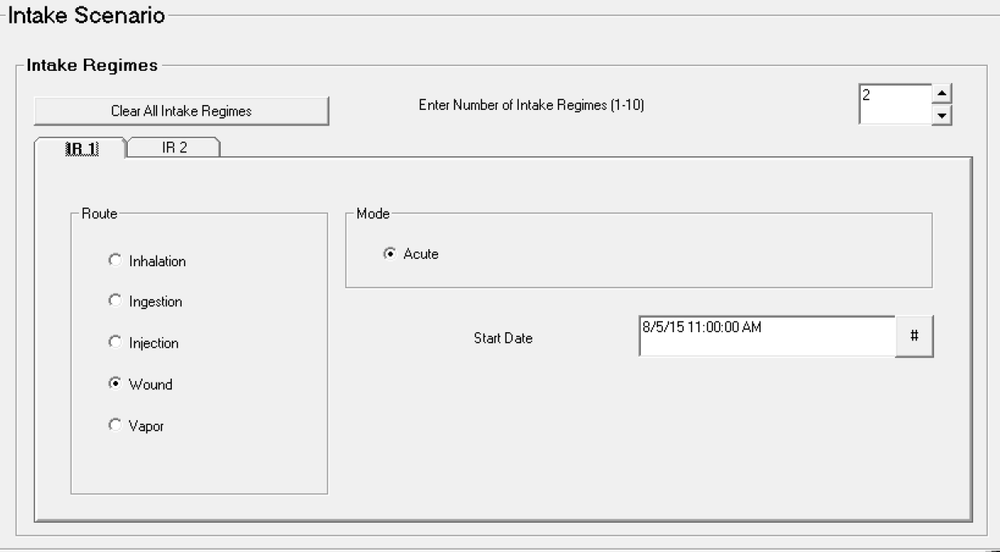 Intake Scenario
Intake Regimes
Clear All Intake Regimes
Enter Number of Intake Regimes (1-10)
2
IR 1
IR 2
Route
Inhalation
Ingestion
Injection
Wound
Vapor
Mode
Acute
Start Date
8/5/15 11:00:00 AM
#